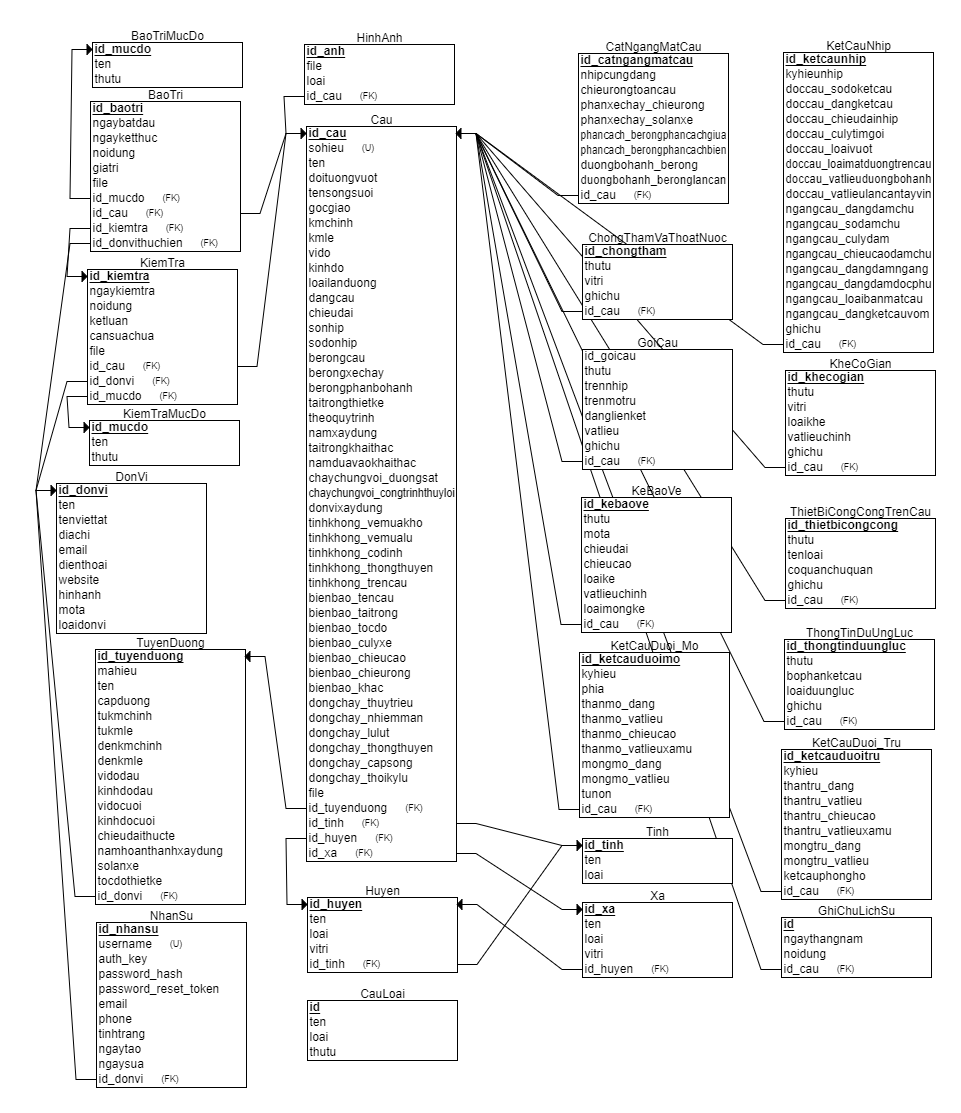 BaoTriMucDo
id_mucdo
ten
thutu
BaoTri
id_baotri
ngaybatdau
ngayketthuc
noidung
giatri
file
id_mucdo (FK)
id_cau (FK)
id_kiemtra (FK)
id_donvithuchien (FK)
KiemTra
id_kiemtra
ngaykiemtra
noidung
ketluan
cansuachua
file
id_cau (FK)
id_donvi (FK)
id_mucdo (FK)
KiemTraMucDo
id_mucdo
ten
thutu
DonVi
id_donvi
ten
tenviettat
diachi
email
dienthoai
website
hinhanh
mota
loaidonvi
TuyenDuong
id_tuyenduong
mahieu
ten
capduong
tukmchinh
tukmle
denkmchinh
denkmle
vidodau
kinhdodau
vidocuoi
kinhdocuoi
chieudaithucte
namhoanthanhxaydung
solanxe
tocdothietke
id_donvi (FK)
NhanSu
id_nhansu
username (U)
auth_key
password_hash
password_reset_token
email
phone
tinhtrang
ngaytao
ngaysua
id_donvi (FK)
HinhAnh
id_anh
file
loai
id_cau (FK)
Cau
id_cau
sohieu (U)
ten
doituongvuot
tensongsuoi
gocgiao
kmchinh
kmle
vido
kinhdo
loailanduong
dangcau
chieudai
sonhip
sodonhip
berongcau
berongxechay
berongphanbohanh
taitrongthietke
theoquytrinh
namxaydung
taitrongkhaithac
namduavaokhaithac
chaychungvoi_duongsat
chaychungvoi_congtrinhthuyloi
donvixaydung
tinhkhong_vemuakho
tinhkhong_vemualu
tinhkhong_codinh
tinhkhong_thongthuyen
tinhkhong_trencau
bienbao_tencau
bienbao_taitrong
bienbao_tocdo
bienbao_culyxe
bienbao_chieucao
bienbao_chieurong
bienbao_khac
dongchay_thuytrieu
dongchay_nhiemman
dongchay_lulut
dongchay_thongthuyen
dongchay_capsong
dongchay_thoikylu
file
id_tuyenduong (FK)
id_tinh (FK)
id_huyen (FK)
id_xa (FK)
Huyen
id_huyen
ten
loai
vitri
id_tinh (FK)
CauLoai
id
ten
loai
thutu
CatNgangMatCau
id_catngangmatcau
nhipcungdang
chieurongtoancau
phanxechay_chieurong
phanxechay_solanxe
phancach_berongphancachgiua
phancach_berongphancachbien
duongbohanh_berong
duongbohanh_beronglancan
id_cau (FK)
ChongThamVaThoatNuoc
id_chongtham
thutu
vitri
ghichu
id_cau (FK)
GoiCau
id_goicau
thutu
trennhip
trenmotru
danglienket
vatlieu
ghichu
id_cau (FK)
KeBaoVe
id_kebaove
thutu
mota
chieudai
chieucao
loaike
vatlieuchinh
loaimongke
id_cau (FK)
KetCauDuoi_Mo
id_ketcauduoimo
kyhieu
phia
thanmo_dang
thanmo_vatlieu
thanmo_chieucao
thanmo_vatlieuxamu
mongmo_dang
mongmo_vatlieu
tunon
id_cau (FK)
Tinh
id_tinh
ten
loai
Xa
id_xa
ten
loai
vitri
id_huyen (FK)
KetCauNhip
id_ketcaunhip
kyhieunhip
doccau_sodoketcau
doccau_dangketcau
doccau_chieudainhip
doccau_culytimgoi
doccau_loaivuot
doccau_loaimatduongtrencau
doccau_vatlieuduongbohanh
doccau_vatlieulancantayvin
ngangcau_dangdamchu
ngangcau_sodamchu
ngangcau_culydam
ngangcau_chieucaodamchu
ngangcau_dangdamngang
ngangcau_dangdamdocphu
ngangcau_loaibanmatcau
ngangcau_dangketcauvom
ghichu
id_cau (FK)
KheCoGian
id_khecogian
thutu
vitri
loaikhe
vatlieuchinh
ghichu
id_cau (FK)
ThietBiCongCongTrenCau
id_thietbicongcong
thutu
tenloai
coquanchuquan
ghichu
id_cau (FK)
ThongTinDuUngLuc
id_thongtinduungluc
thutu
bophanketcau
loaiduungluc
ghichu
id_cau (FK)
KetCauDuoi_Tru
id_ketcauduoitru
kyhieu
thantru_dang
thantru_vatlieu
thantru_chieucao
thantru_vatlieuxamu
mongtru_dang
mongtru_vatlieu
ketcauphongho
id_cau (FK)
GhiChuLichSu
id
ngaythangnam
noidung
id_cau (FK)